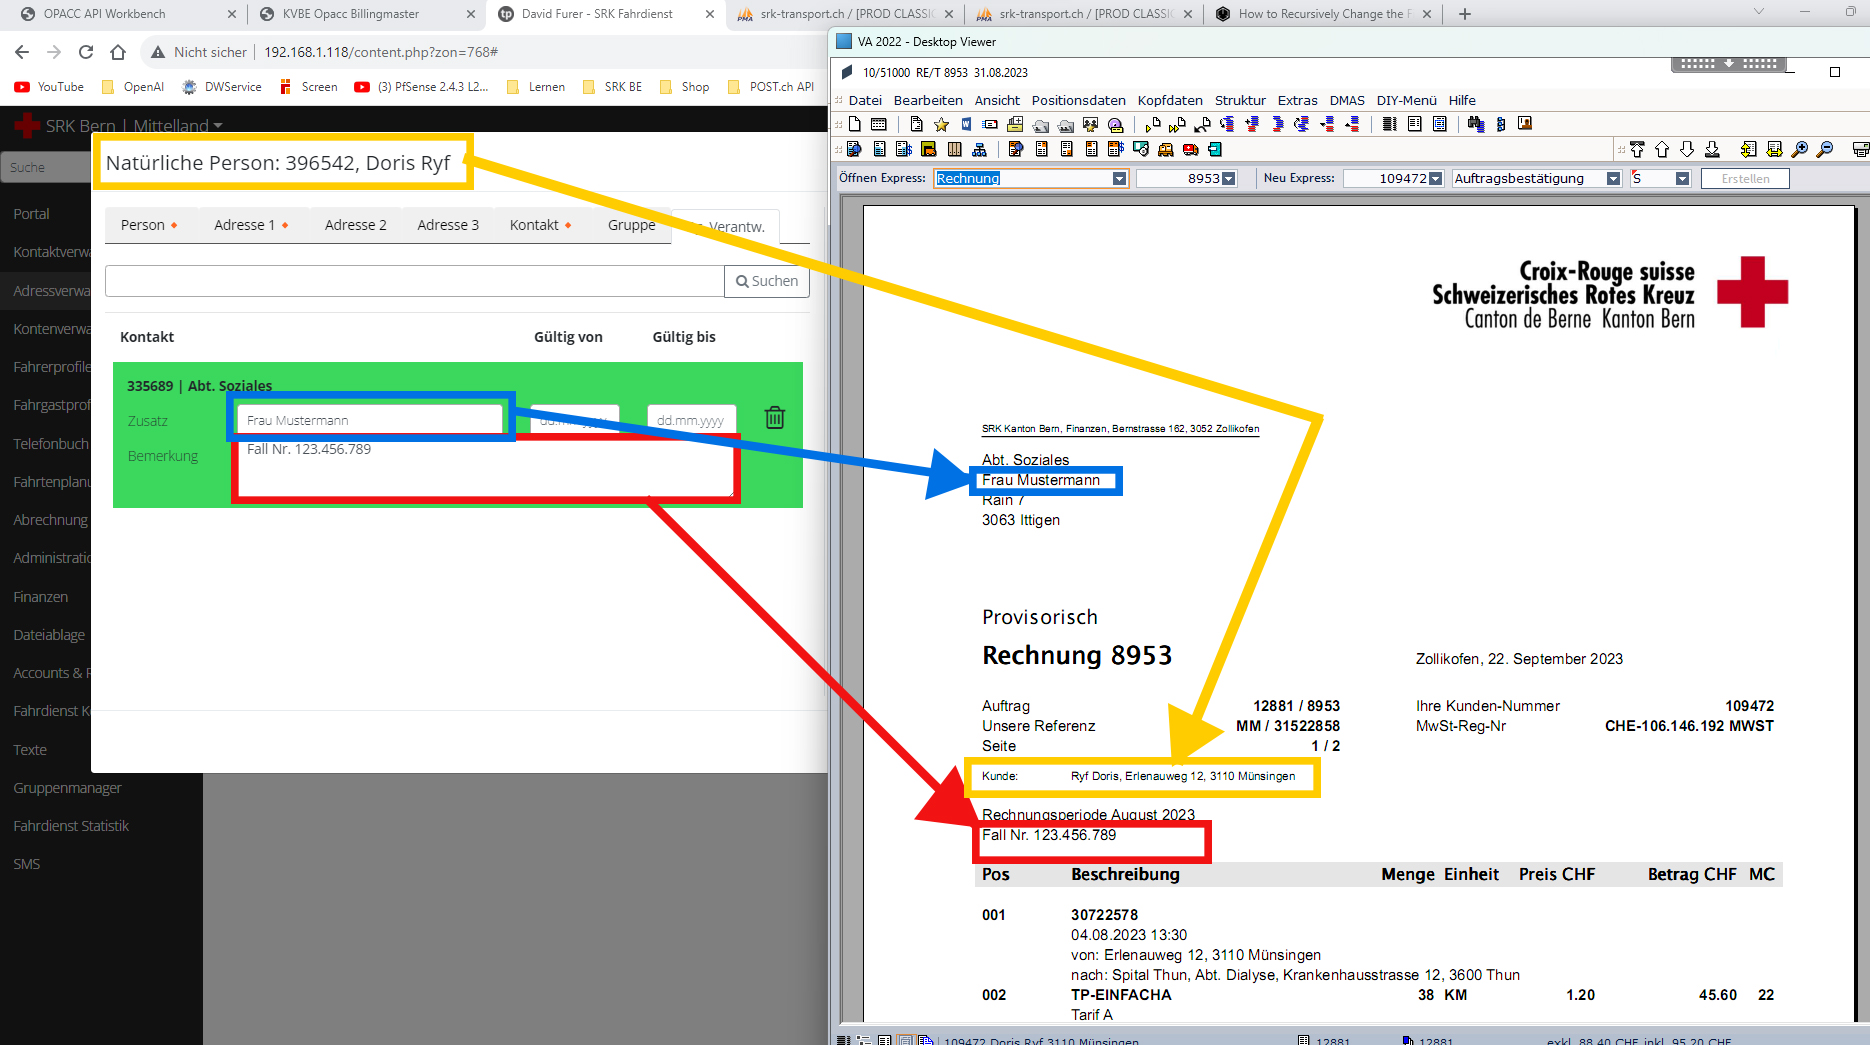 OPACC API Workbench
KVBE Opacc Billingmaster
David Furer - SRK Fahrdienst
srk-transport.ch / [PROD CLASSIC
srk-transport.ch / [PROD CLASSIC
How to Recursively Change the F
Nicht sicher
192.168.1.118/content.php?zon=768#
YouTube
OpenAI
DWService
Screen
(3) PfSense 2.4.3 L2...
Lernen
SRK BE
Shop
POST.ch API
SRK Bern | Mittelland
Suche
Portal
Kontaktverwa
Adressverwa
Kontenverwa
Fahrerprofile
Fahrgastprof
Telefonbuch
Fahrtenplanu
Abrechnung
Administratio
Finanzen
Dateiablage
Accounts &
Fahrdienst K
Texte
Gruppenmanager
Fahrdienst Statistik
SMS
Natürliche Person: 396542, Doris Ryf
Person
Adresse 1
Adresse 2
Adresse 3
Kontakt
Gruppe
Verantw.
Suchen
Kontakt
Gültig von
Gültig bis
335689 | Abt. Soziales
Zusatz
Frau Mustermann
dd.mm.yyyy
dd.mm.yyyy
Bemerkung
Fall Nr. 123.456.789
VA 2022 - Desktop Viewer
10/51000 RE/T 8953 31.08.2023
Datei Bearbeiten Ansicht Positionsdaten Kopfdaten Struktur Extras DMAS DIY-Menü Hilfe
Öffnen Express: Rechnung 8953 Neu Express: 109472 Auftragsbestätigung S Erstellen
Croix-Rouge suisse
Schweizerisches Rotes Kreuz
Canton de Berne Kanton Bern
SRK Kanton Bern, Finanzen, Bernstrasse 162, 3052 Zollikofen
Abt. Soziales
Frau Mustermann
Rain 7
3063 Ittigen
Provisorisch
Rechnung 8953
Zollikofen, 22. September 2023
Auftrag 12881 / 8953
Ihre Kunden-Nummer 109472
Unsere Referenz MM / 31522858
MwSt-Reg-Nr CHE-106.146.192 MWST
Seite 1 / 2
Kunde: Ryf Doris, Erlenauweg 12, 3110 Münsingen
Rechnungsperiode August 2023
Fall Nr. 123.456.789
Pos Beschreibung Menge Einheit Preis CHF Betrag CHF MC
001 30722578
04.08.2023 13:30
von: Erlenauweg 12, 3110 Münsingen
nach: Spital Thun, Abt. Dialyse, Krankenhausstrasse 12, 3600 Thun
002 TP-EINFACHA 38 KM 1.20 45.60 22
Tarif A
109472 Doris Ryf 3110 Münsingen
12881
12881
exkl. 88.40 CHF inkl. 95.20 CHF